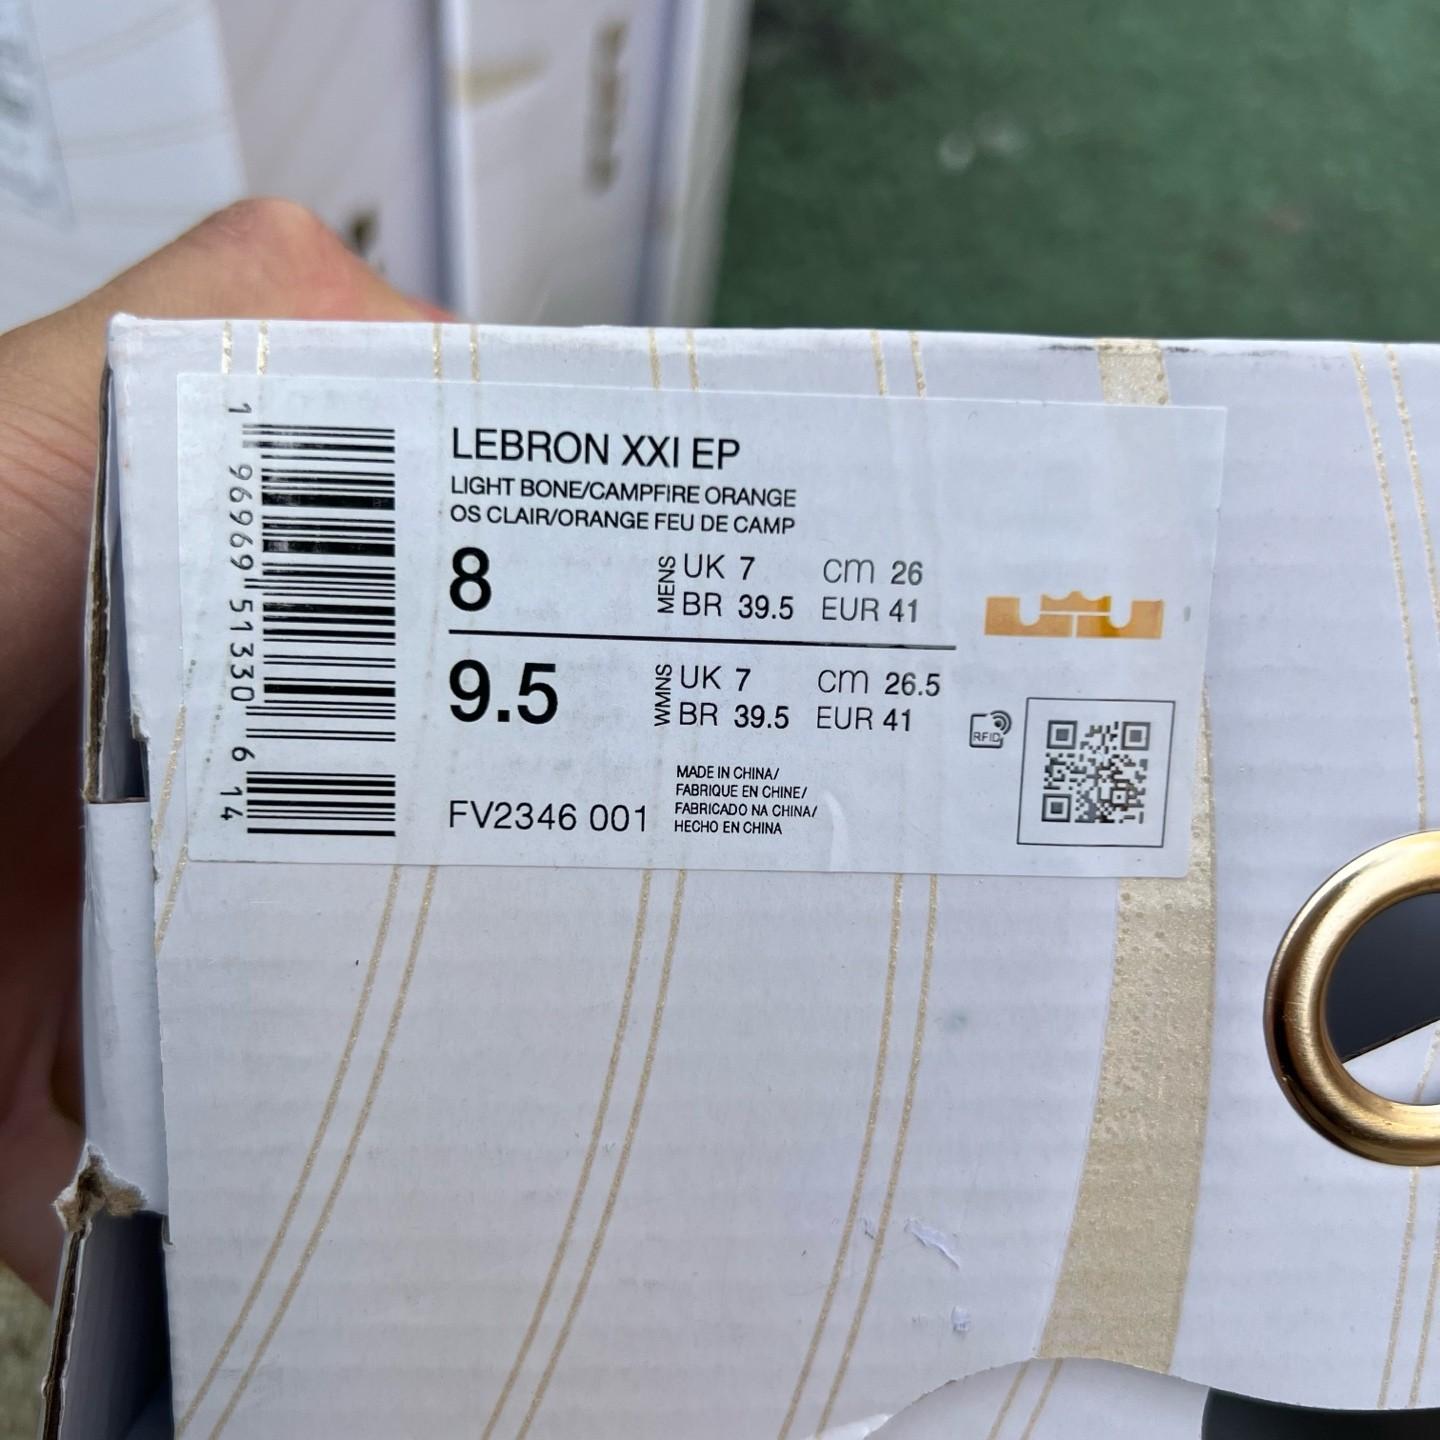 1 96969 51330 6 14
LEBRON XXI EP
LIGHT BONE/CAMPFIRE ORANGE
OS CLAIR/ORANGE FEU DE CAMP
8 MENS UK 7 cm 26
BR 39.5 EUR 41
9.5 WMNS UK 7 cm 26.5
BR 39.5 EUR 41
RFID
FV2346 001
MADE IN CHINA/
FABRIQUE EN CHINE/
FABRICADO NA CHINA/
HECHO EN CHINA